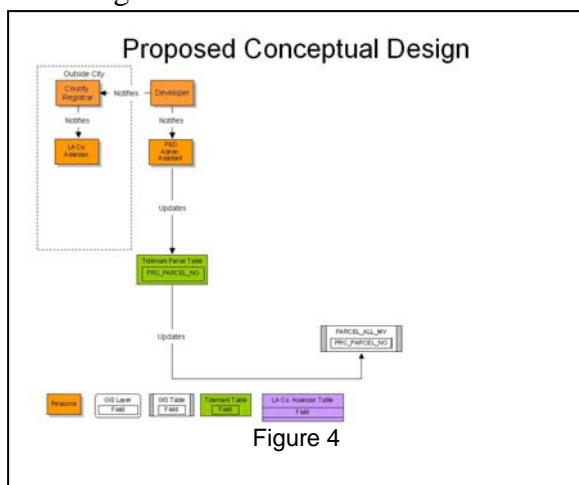 Proposed Conceptual Design
Outside City
County
Registrar
Notifies
Developer
Notifies
Notifies
LA Co.
Assessor
P&D
Admin
Assistant
Updates
Tidemark Parcel Table
PRC_PARCEL_NO
Updates
PARCEL_ALL_MV
PRC_PARCEL_NO
Resource
GIS Layer
Field
GIS Table
Field
Tidemark Table
Field
LA Co. Assessor Table
Field
Figure 4